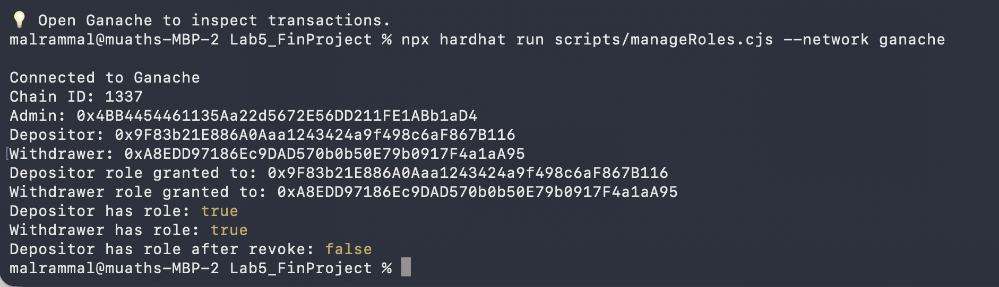 💡 Open Ganache to inspect transactions.
malrammal@muaths-MBP-2 Lab5_FinProject % npx hardhat run scripts/manageRoles.cjs --network ganache
Connected to Ganache
Chain ID: 1337
Admin: 0x4BB4454461135Aa22d5672E56DD211FE1ABb1aD4
Depositor: 0x9F83b21E886A0Aaa1243424a9f498c6aF867B116
[Withdrawer: 0xA8EDD97186Ec9DAD570b0b50E79b0917F4a1aA95
Depositor role granted to: 0x9F83b21E886A0Aaa1243424a9f498c6aF867B116
Withdrawer role granted to: 0xA8EDD97186Ec9DAD570b0b50E79b0917F4a1aA95
Depositor has role: true
Withdrawer has role: true
Depositor has role after revoke: false
malrammal@muaths-MBP-2 Lab5_FinProject %